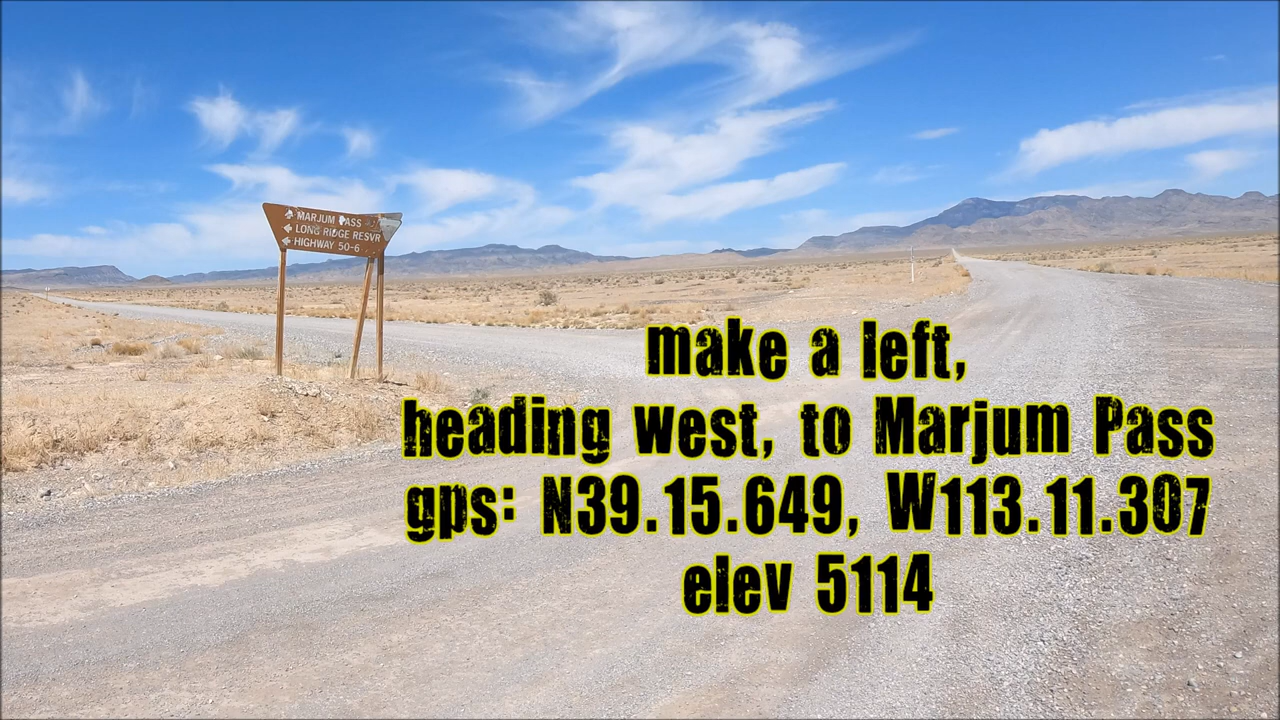 MARJUM PASS
LONG RIDGE RESVR
HIGHWAY 50-6
make a left,
heading west, to Marjum Pass
gps: N39.15.649, W113.11.307
elev 5114